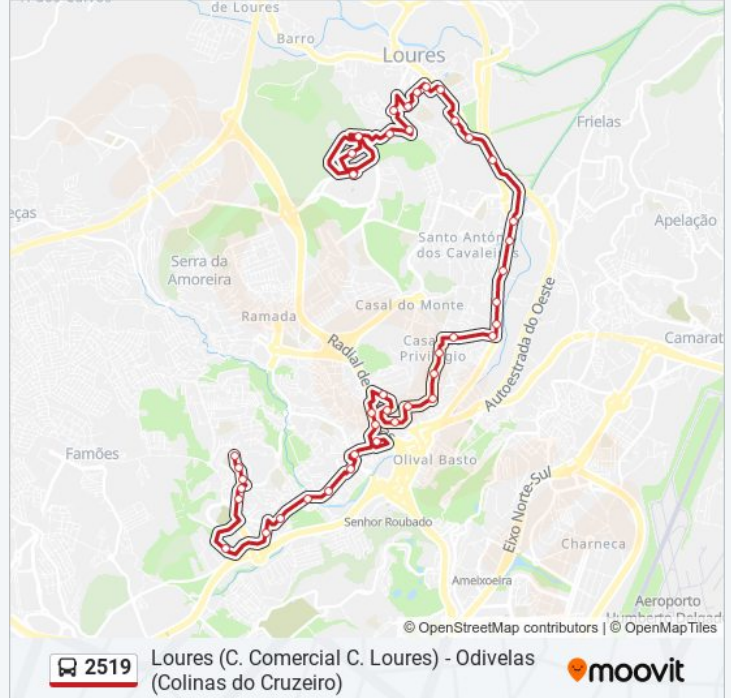 de Loures
Barro
Loures
Frielas
eças
Apelação
Santo Antón
dos Cavaleir
Serra da
Amoreira
Casal do Monte
Ramada
Radial de
Privilégio
Autoestrada do Oeste
Camarat
Famões
Olival Basto
Eixo Norte-Sul
Senhor Roubado
Charneca
Ameixoeira
Aeroporto
© OpenStreetMap contributors | © OpenMapTiles
2519
Loures (C. Comercial C. Loures) - Odivelas
(Colinas do Cruzeiro)
moovit